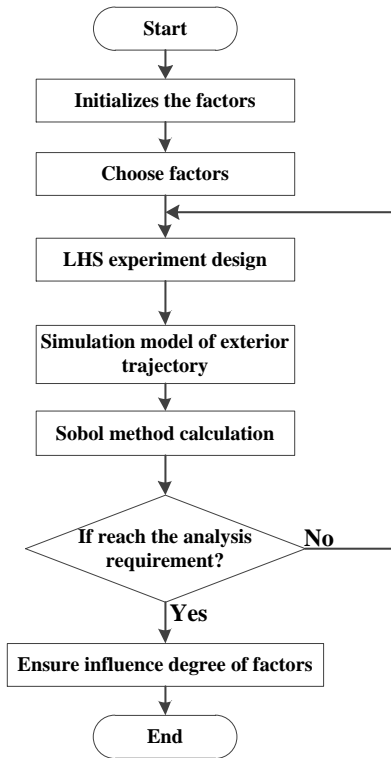 Start
Initializes the factors
Choose factors
LHS experiment design
Simulation model of exterior
trajectory
Sobol method calculation
If reach the analysis
requirement?
No
Yes
Ensure influence degree of factors
End